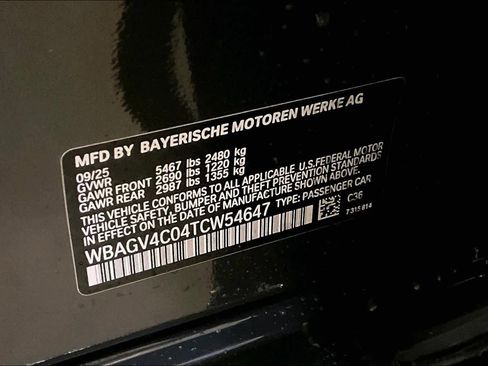 MFD BY BAYERISCHE MOTOREN WERKE AG
09/25
GVWR 5467 lbs 2480 kg
GAWR FRONT 2690 lbs 1220 kg
GAWR REAR 2987 lbs 1355 kg
THIS VEHICLE CONFORMS TO ALL APPLICABLE U.S.FEDERAL MOTOR
VEHICLE SAFETY, BUMPER AND THEFT PREVENTION STANDARDS
IN EFFECT ON THE DATE OF MANUFACTURE SHOWN ABOVE.
WBAGV4C04TCW54647 TYPE: PASSENGER CAR
C36
7 315 814